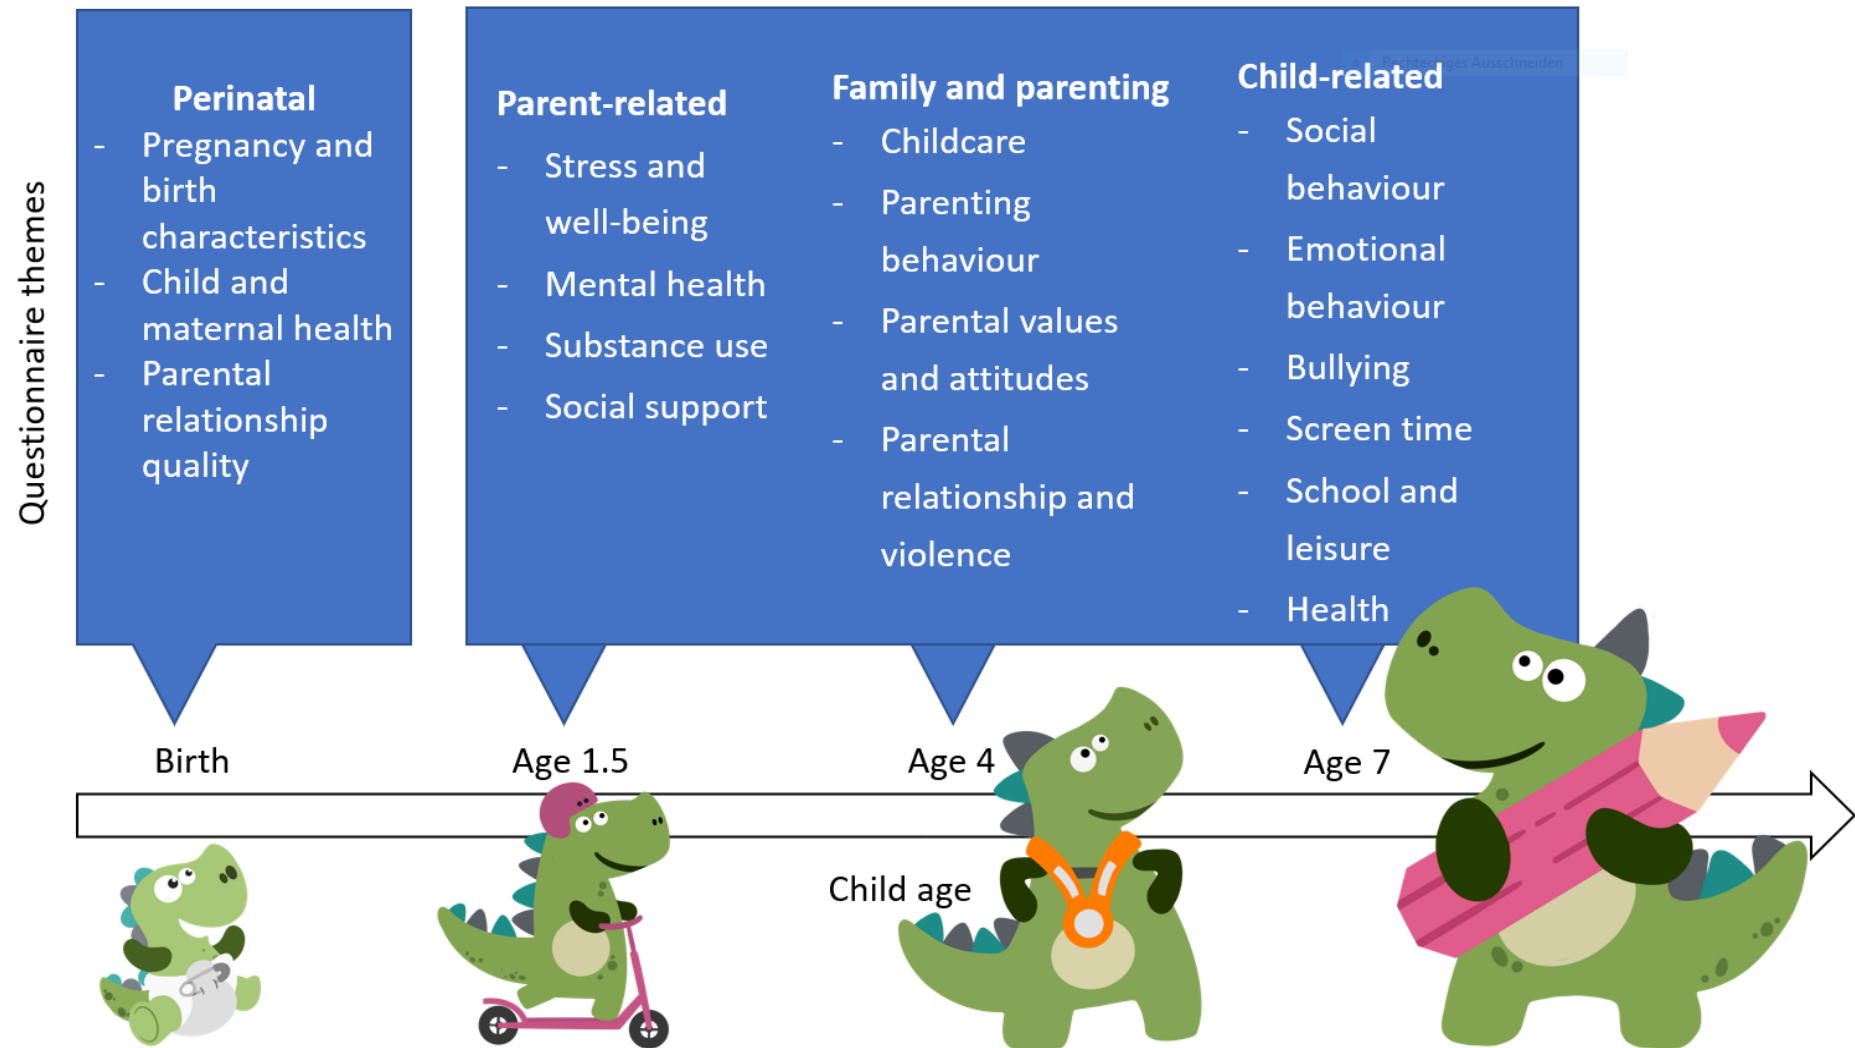 Questionnaire themes
Perinatal
- Pregnancy and
birth
characteristics
- Child and
maternal health
- Parental
relationship
quality
Parent-related
- Stress and
well-being
- Mental health
- Substance use
- Social support
Family and parenting
- Childcare
- Parenting
behaviour
- Parental values
and attitudes
- Parental
relationship and
violence
Rechteckiges Ausschneiden
Child-related
- Social
behaviour
- Emotional
behaviour
- Bullying
- Screen time
- School and
leisure
- Health
Birth
Age 1.5
Age 4
Age 7
Child age